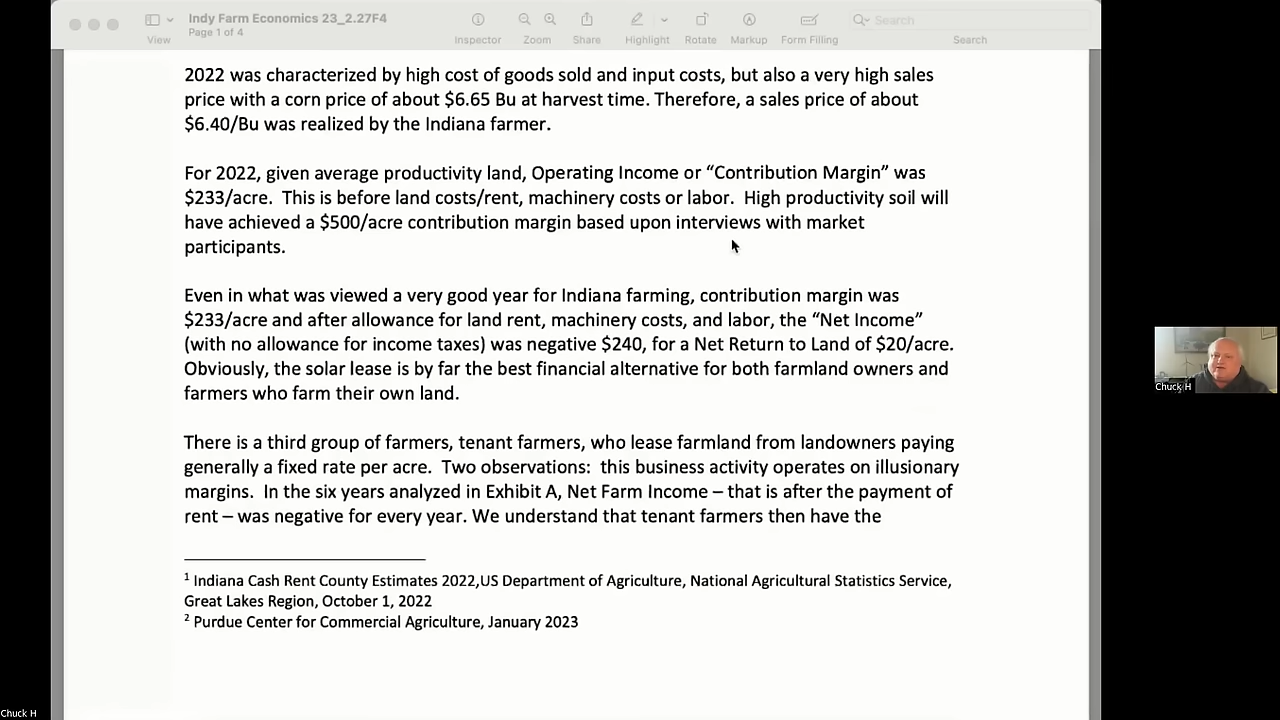 Indy Farm Economics 23_2.27F4
Page 1 of 4
View
Inspector
Zoom
Share
Highlight
Rotate
Markup
Form Filling
Search
Search
2022 was characterized by high cost of goods sold and input costs, but also a very high sales
price with a corn price of about $6.65 Bu at harvest time. Therefore, a sales price of about
$6.40/Bu was realized by the Indiana farmer.
For 2022, given average productivity land, Operating Income or “Contribution Margin” was
$233/acre.  This is before land costs/rent, machinery costs or labor.  High productivity soil will
have achieved a $500/acre contribution margin based upon interviews with market
participants.
Even in what was viewed a very good year for Indiana farming, contribution margin was
$233/acre and after allowance for land rent, machinery costs, and labor, the “Net Income”
(with no allowance for income taxes) was negative $240, for a Net Return to Land of $20/acre.
Obviously, the solar lease is by far the best financial alternative for both farmland owners and
farmers who farm their own land.
There is a third group of farmers, tenant farmers, who lease farmland from landowners paying
generally a fixed rate per acre.  Two observations:  this business activity operates on illusionary
margins.  In the six years analyzed in Exhibit A, Net Farm Income – that is after the payment of
rent – was negative for every year. We understand that tenant farmers then have the
1 Indiana Cash Rent County Estimates 2022,US Department of Agriculture, National Agricultural Statistics Service,
Great Lakes Region, October 1, 2022
2 Purdue Center for Commercial Agriculture, January 2023
Chuck H
Chuck H